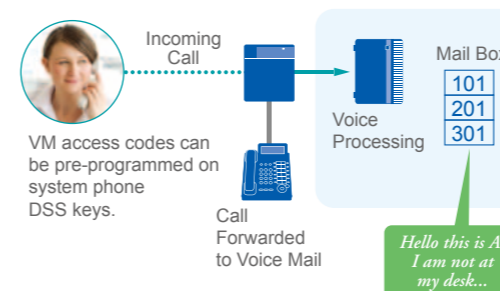 Incoming
Call
VM access codes can
be pre-programmed on
system phone
DSS keys.
Call
Forwarded
to Voice Mail
Voice
Processing
Mail Box
101
201
301
Hello this is A
I am not at
my desk...